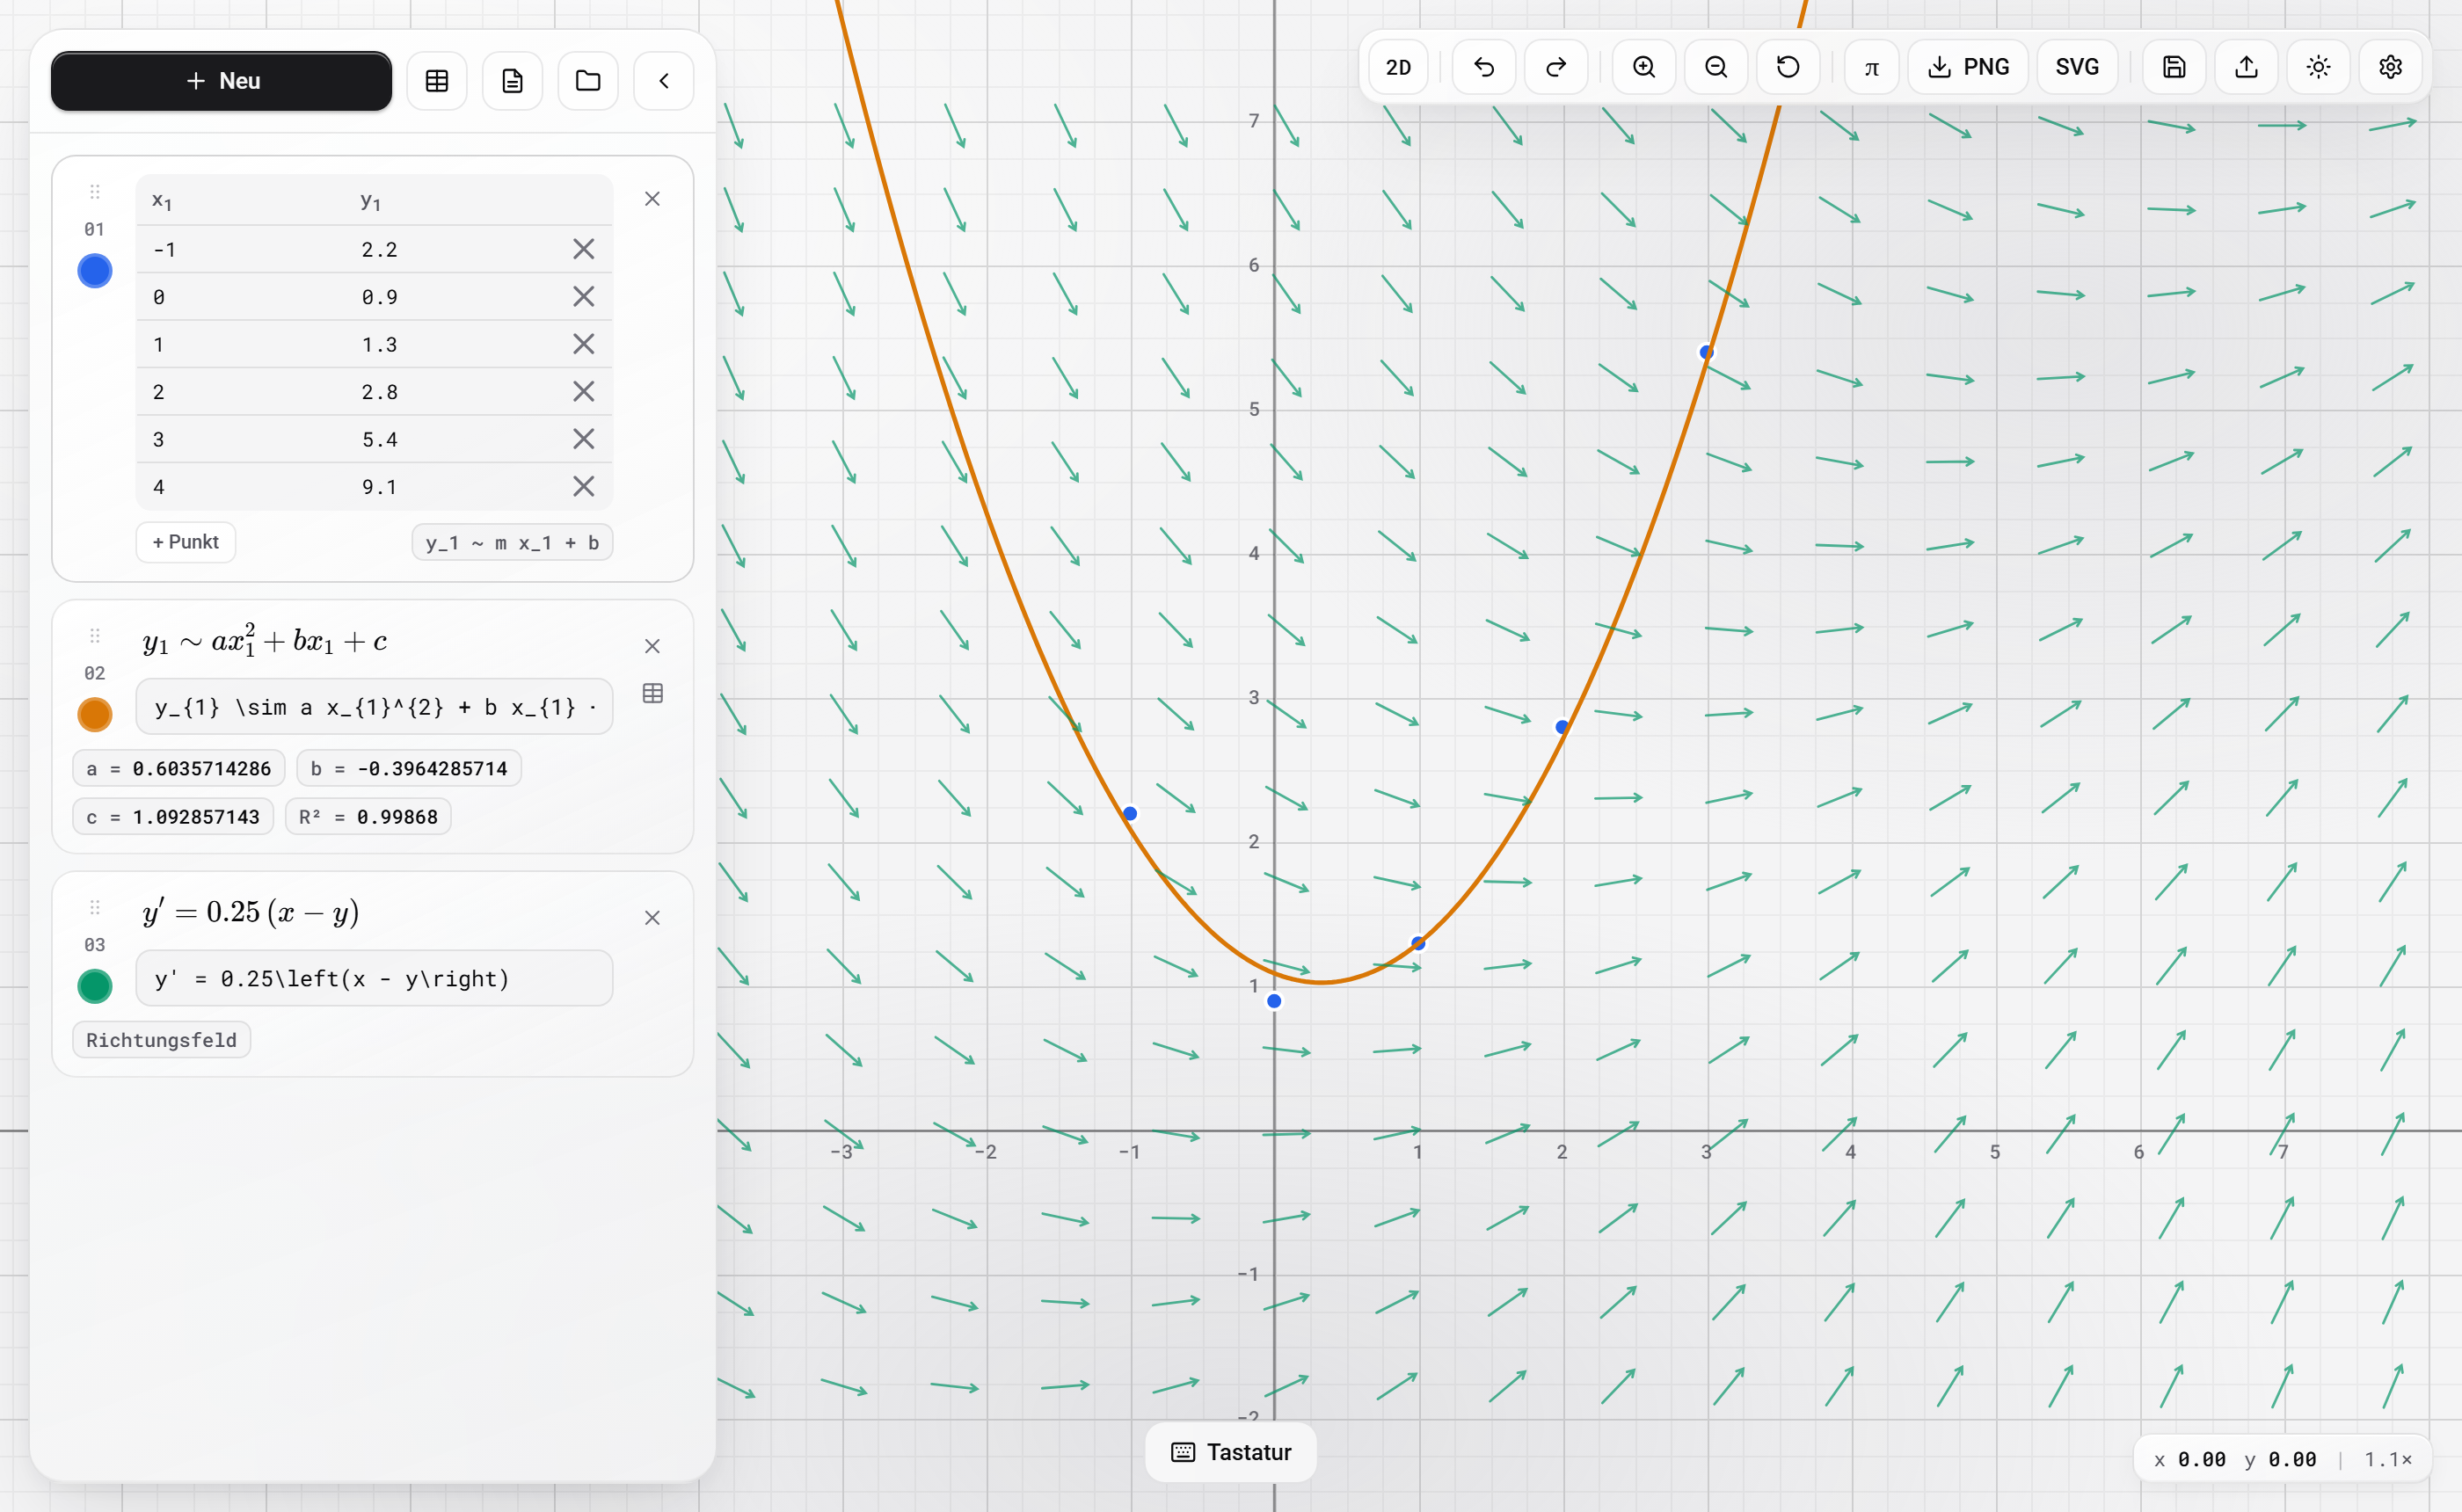 Neu
2D
π
PNG
SVG
x₁ y₁
01
-1 2.2
0 0.9
1 1.3
2 2.8
3 5.4
4 9.1
+ Punkt
y_1 ~ m x_1 + b
y₁ ∼ ax₁² + bx₁ + c
02
y_{1} \sim a x_{1}^{2} + b x_{1} ·
a = 0.6035714286
b = -0.3964285714
c = 1.092857143
R² = 0.99868
y′ = 0.25 (x − y)
03
y' = 0.25\left(x - y\right)
Richtungsfeld
7
6
5
4
3
2
1
−3 −2 −1 1 2 3 4 5 6 7
−1
−2
Tastatur
x 0.00 y 0.00 | 1.1×